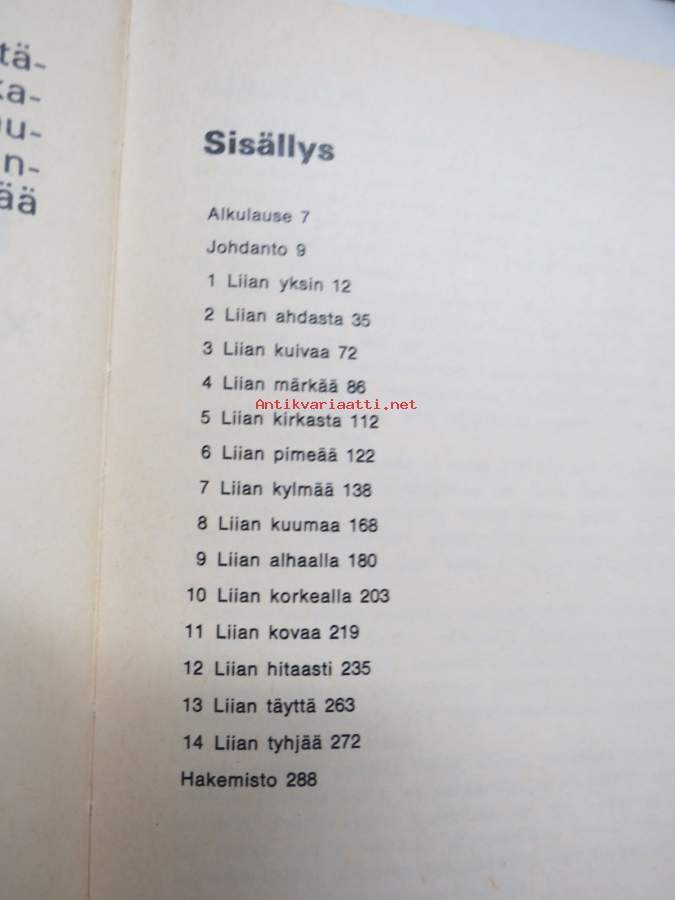 tä-
ka-
u-
n-
ää
Sisällys
Alkulause 7
Johdanto 9
1 Liian yksin 12
2 Liian ahdasta 35
3 Liian kuivaa 72
4 Liian märkää 86
Antikvariaatti.net
5 Liian kirkasta 112
6 Liian pimeää 122
7 Liian kylmää 138
8 Liian kuumaa 168
9 Liian alhaalla 180
10 Liian korkealla 203
11 Liian kovaa 219
12 Liian hitaasti 235
13 Liian täyttä 263
14 Liian tyhjää 272
Hakemisto 288